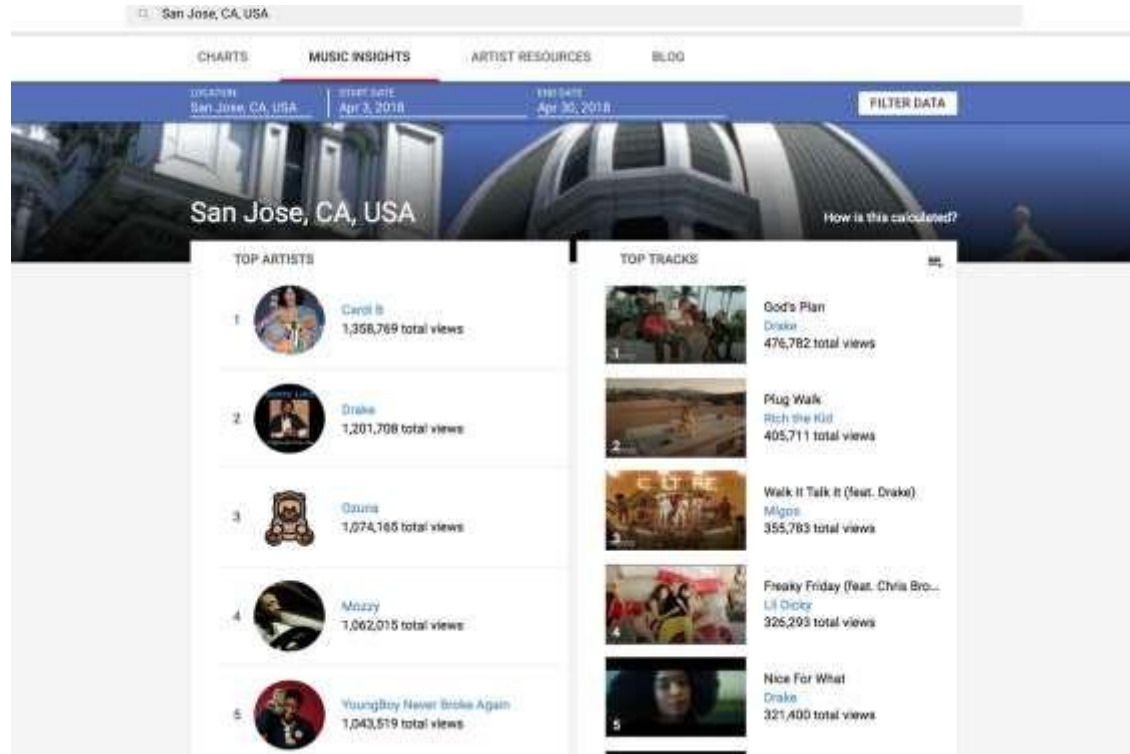 San Jose, CA, USA
CHARTS
MUSIC INSIGHTS
ARTIST RESOURCES
BLOG
LOCATION
San Jose, CA, USA
START DATE
Apr 3, 2018
END DATE
Apr 30, 2018
FILTER DATA
San Jose, CA, USA
How is this calculated?
TOP ARTISTS
1
Cardi B
1,358,769 total views
2
Drake
1,201,708 total views
3
Ozuna
1,074,165 total views
4
Mozzy
1,062,015 total views
5
YoungBoy Never Broke Again
1,043,519 total views
TOP TRACKS
1
God's Plan
Drake
476,782 total views
2
Plug Walk
Rich the Kid
405,711 total views
3
Walk It Talk It (feat. Drake)
Migos
355,783 total views
4
Freaky Friday (feat. Chris Bro...
Lil Dicky
326,293 total views
5
Nice For What
Drake
321,400 total views